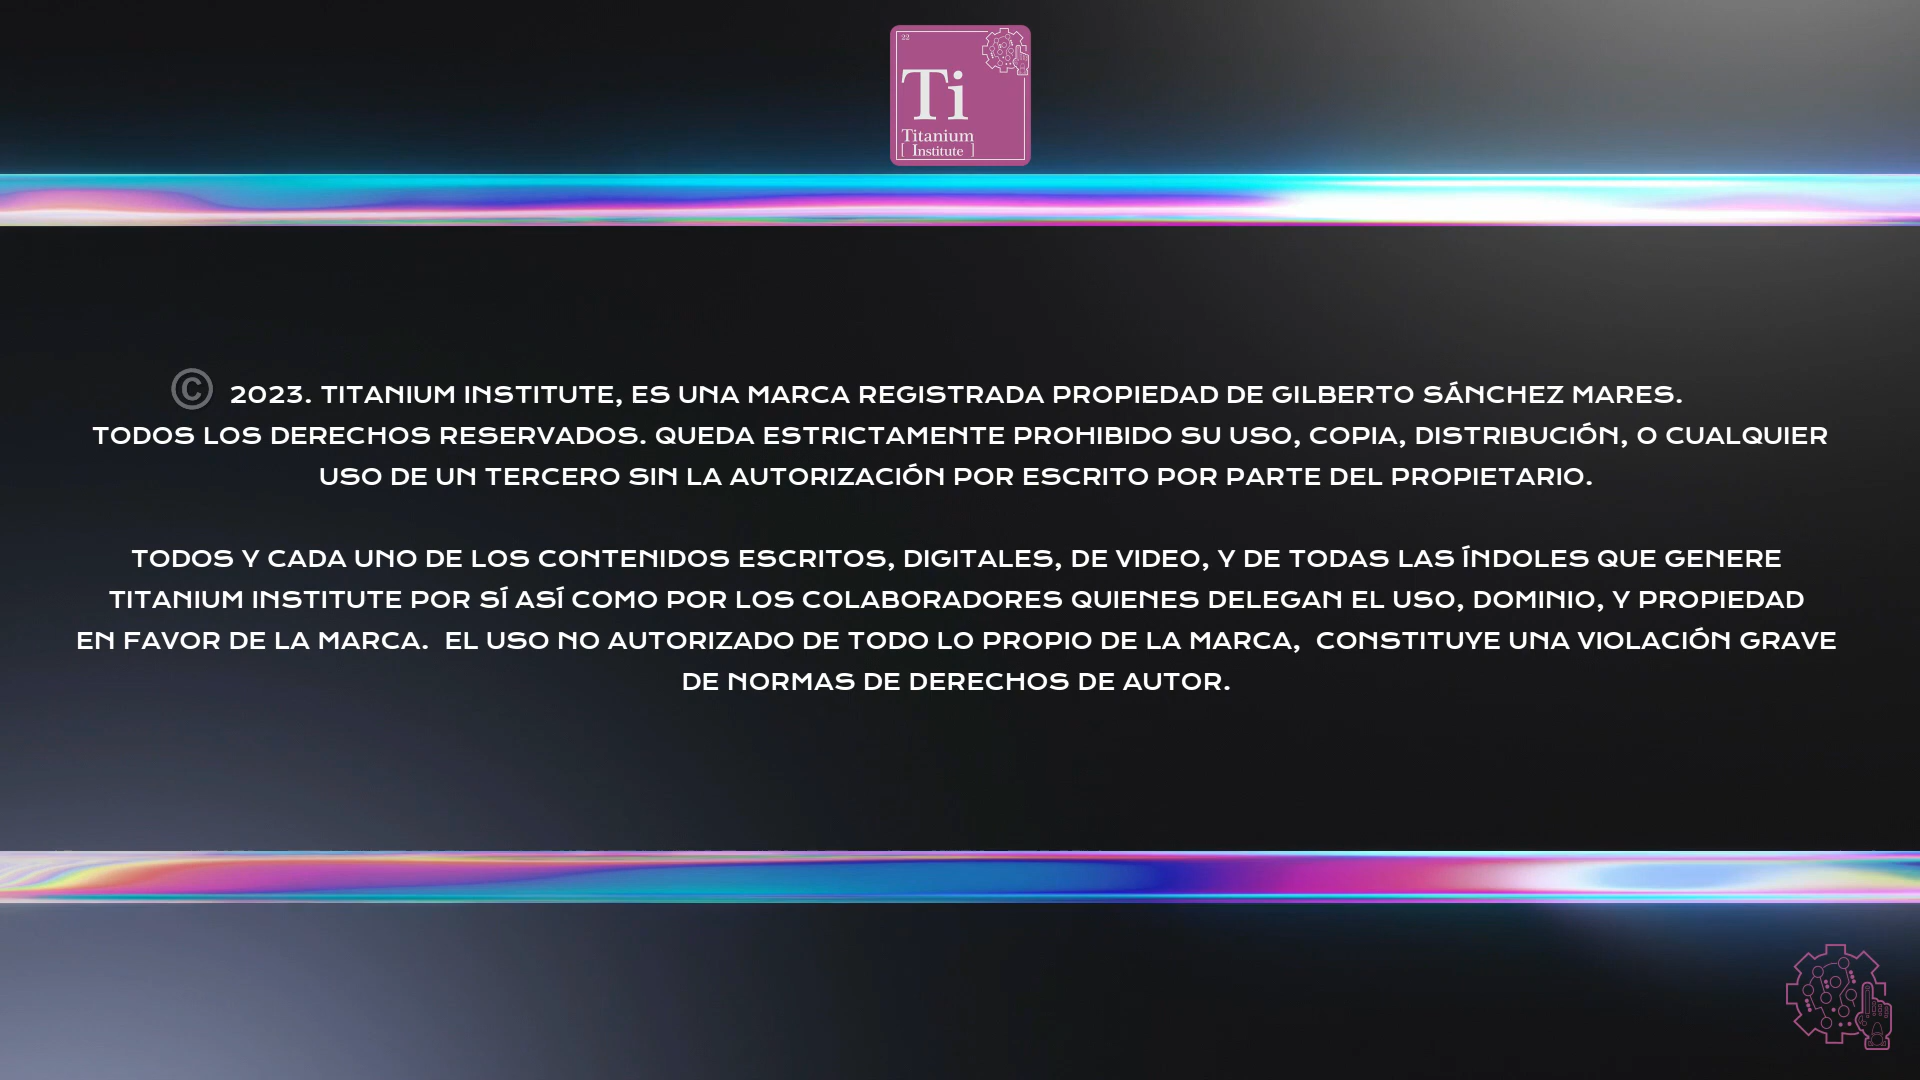 22
Ti
Titanium
[ Institute ]
© 2023. TITANIUM INSTITUTE, ES UNA MARCA REGISTRADA PROPIEDAD DE GILBERTO SÁNCHEZ MARES.
TODOS LOS DERECHOS RESERVADOS. QUEDA ESTRICTAMENTE PROHIBIDO SU USO, COPIA, DISTRIBUCIÓN, O CUALQUIER
USO DE UN TERCERO SIN LA AUTORIZACIÓN POR ESCRITO POR PARTE DEL PROPIETARIO.
TODOS Y CADA UNO DE LOS CONTENIDOS ESCRITOS, DIGITALES, DE VIDEO, Y DE TODAS LAS ÍNDOLES QUE GENERE
TITANIUM INSTITUTE POR SÍ ASÍ COMO POR LOS COLABORADORES QUIENES DELEGAN EL USO, DOMINIO, Y PROPIEDAD
EN FAVOR DE LA MARCA. EL USO NO AUTORIZADO DE TODO LO PROPIO DE LA MARCA, CONSTITUYE UNA VIOLACIÓN GRAVE
DE NORMAS DE DERECHOS DE AUTOR.